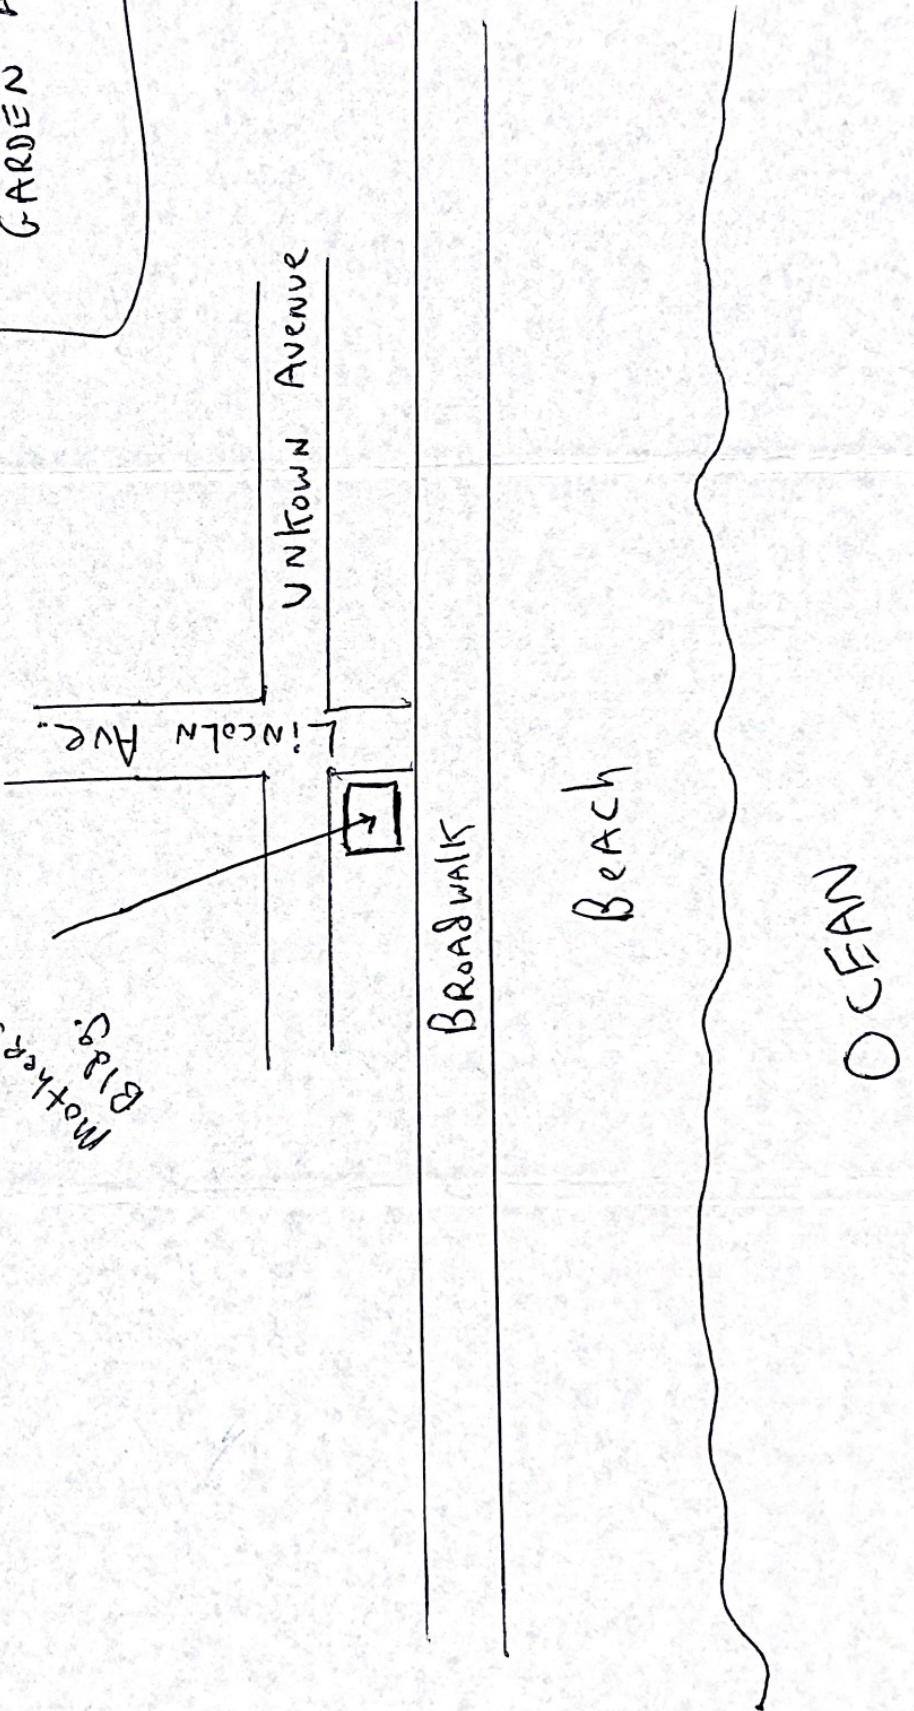 GARDEN
UNKOWN Avenue
LiNCOLN Ave.
Mother
Bldg.
BROADWALK
BeACh
OCEAN